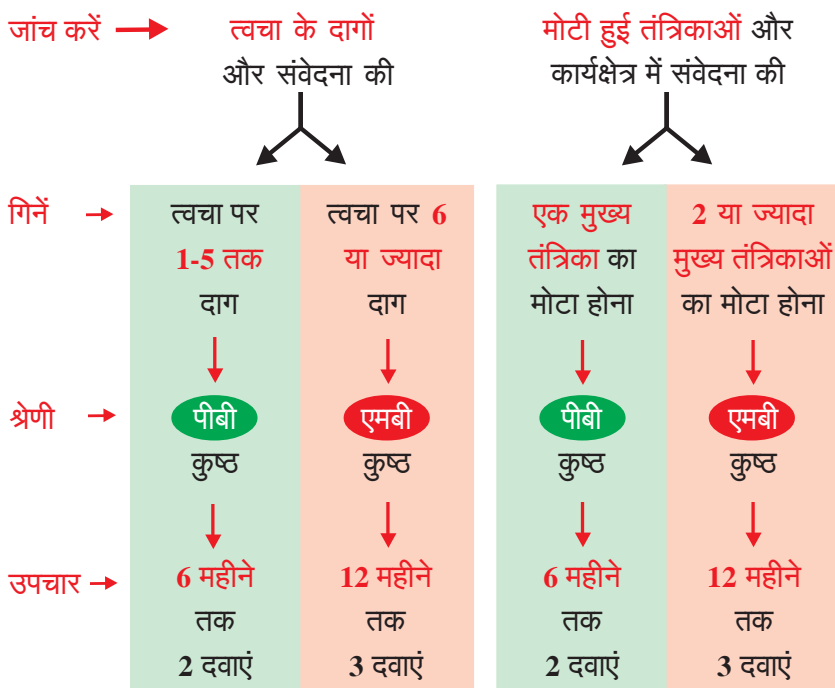 जांच करें त्वचा के दागों मोटी हुई तंत्रिकाओं और
और संवेदना की कार्यक्षेत्र में संवेदना की
गिनें त्वचा पर त्वचा पर 6 एक मुख्य 2 या ज्यादा
1-5 तक या ज्यादा तंत्रिका का मुख्य तंत्रिकाओं
दाग दाग मोटा होना का मोटा होना
श्रेणी पीबी एमबी पीबी एमबी
कुष्ठ कुष्ठ कुष्ठ कुष्ठ
उपचार 6 महीने 12 महीने 6 महीने 12 महीने
तक तक तक तक
2 दवाएं 3 दवाएं 2 दवाएं 3 दवाएं